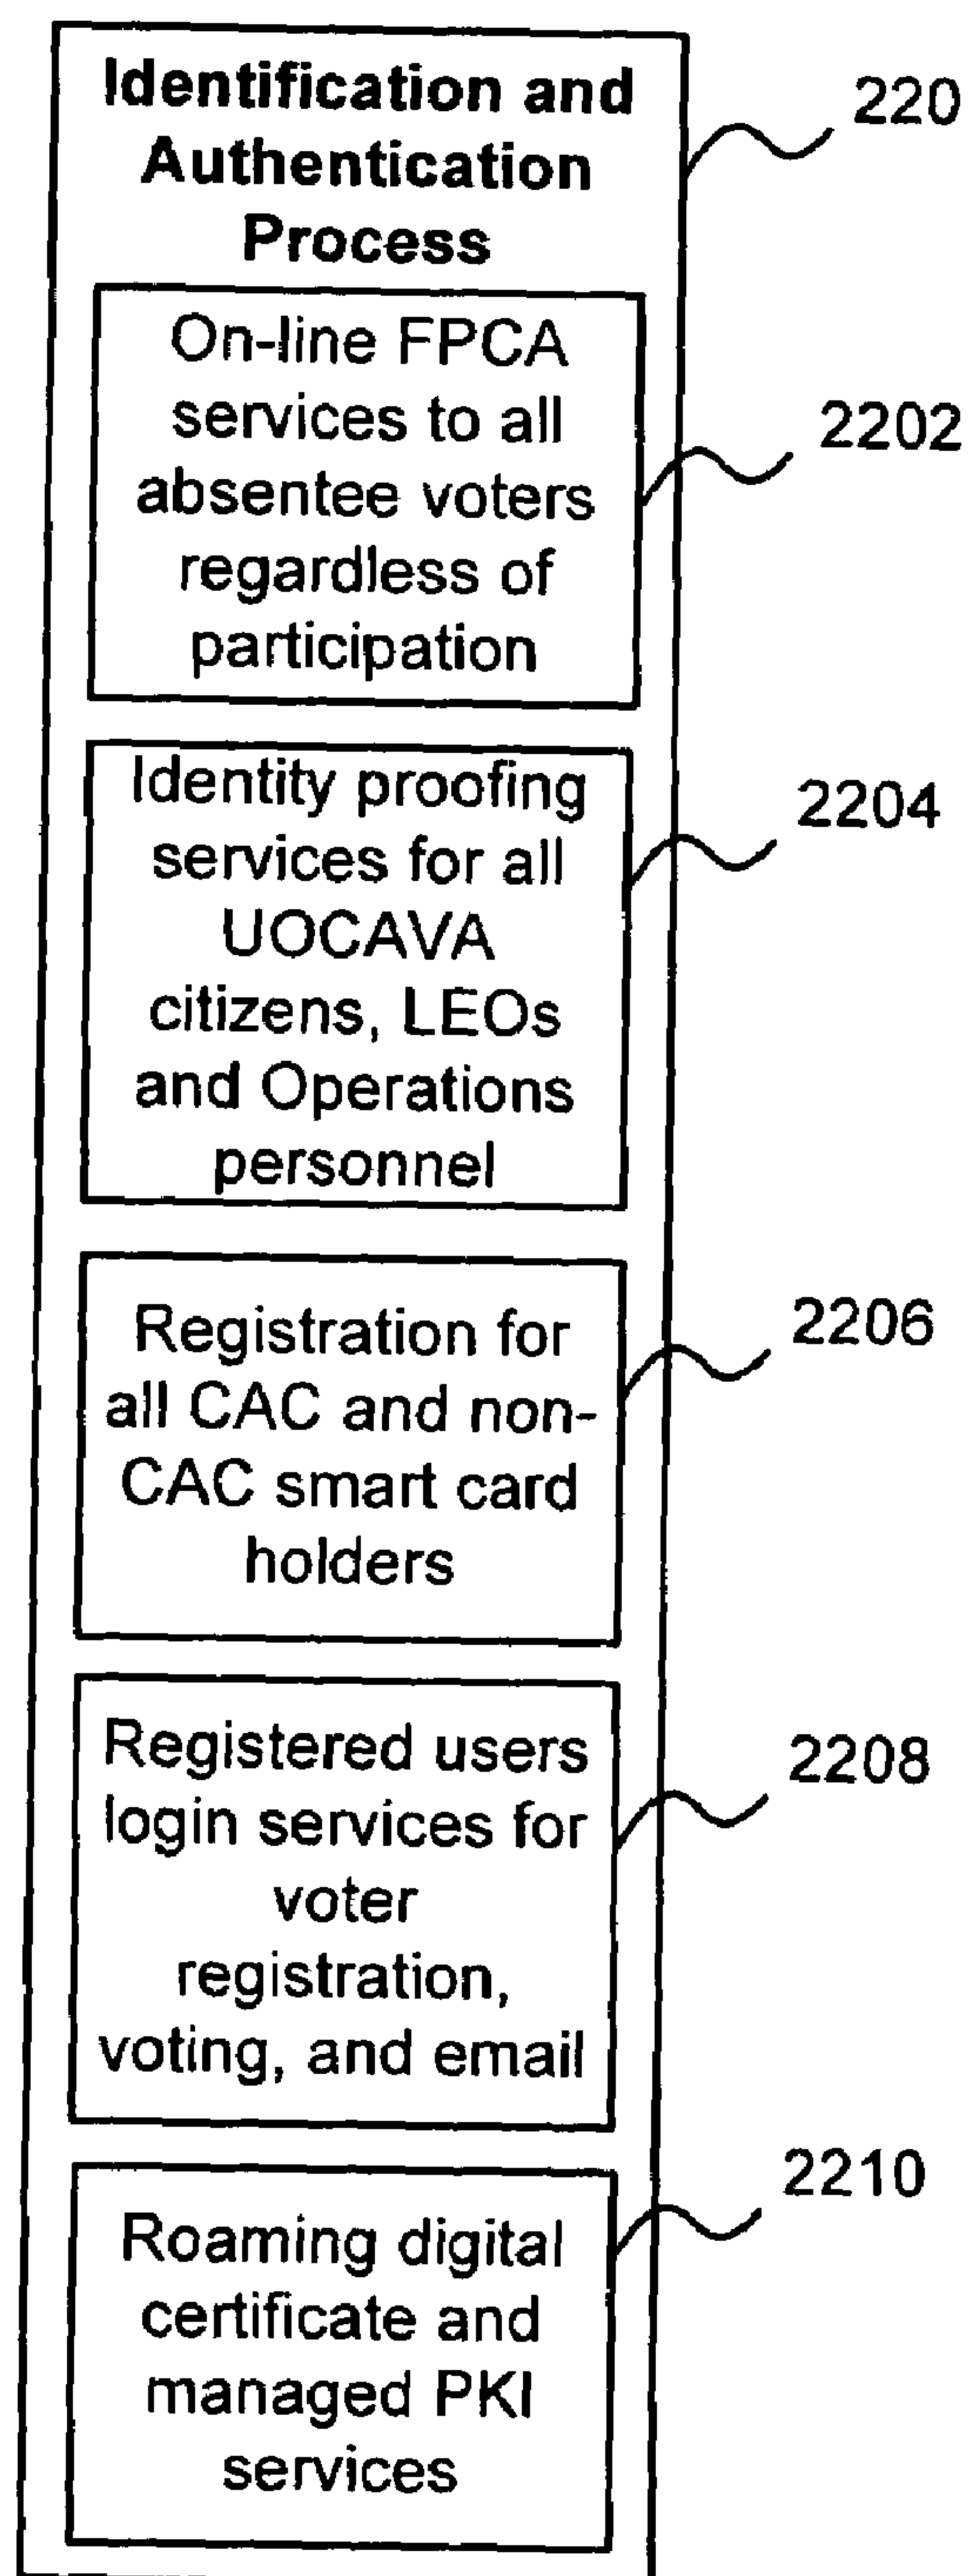 Identification and
Authentication
Process
220
On-line FPCA
services to all
absentee voters
regardless of
participation
2202
Identity proofing
services for all
UOCAVA
citizens, LEOs
and Operations
personnel
2204
Registration for
all CAC and non-
CAC smart card
holders
2206
Registered users
login services for
voter
registration,
voting, and email
2208
Roaming digital
certificate and
managed PKI
services
2210